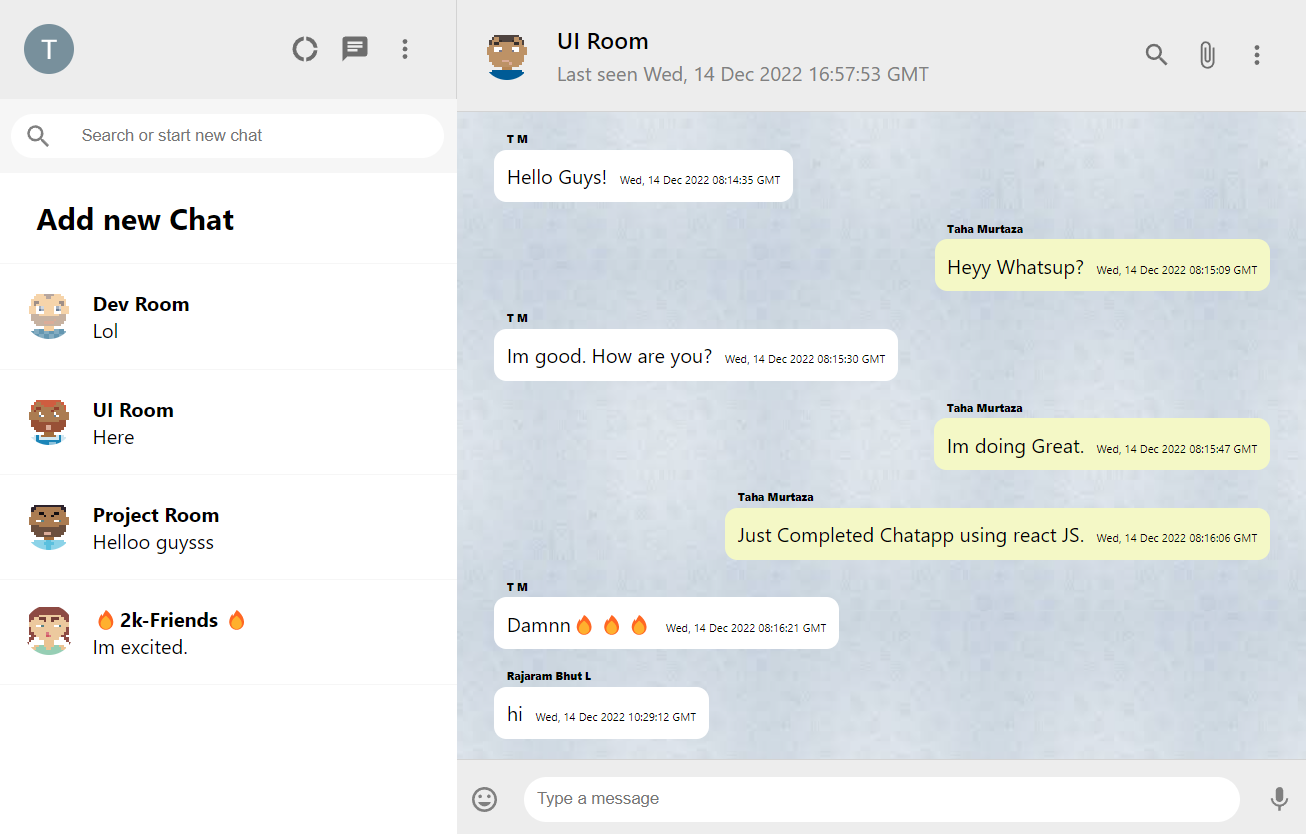 T
Search or start new chat
Add new Chat
Dev Room
Lol
UI Room
Here
Project Room
Helloo guysss
🔥 2k-Friends 🔥
Im excited.
UI Room
Last seen Wed, 14 Dec 2022 16:57:53 GMT
T M
Hello Guys! Wed, 14 Dec 2022 08:14:35 GMT
Taha Murtaza
Heyy Whatsup? Wed, 14 Dec 2022 08:15:09 GMT
T M
Im good. How are you? Wed, 14 Dec 2022 08:15:30 GMT
Taha Murtaza
Im doing Great. Wed, 14 Dec 2022 08:15:47 GMT
Taha Murtaza
Just Completed Chatapp using react JS. Wed, 14 Dec 2022 08:16:06 GMT
T M
Damnn🔥 🔥 🔥 Wed, 14 Dec 2022 08:16:21 GMT
Rajaram Bhut L
hi Wed, 14 Dec 2022 10:29:12 GMT
Type a message